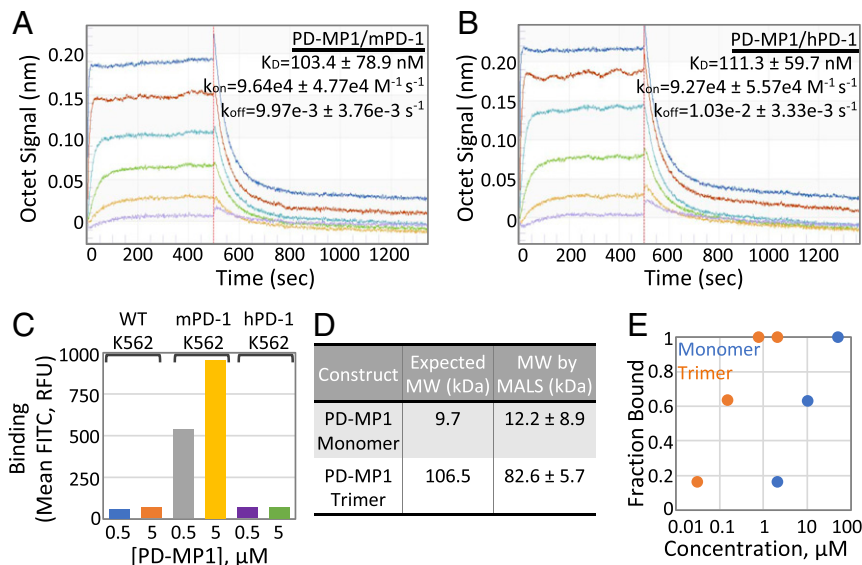 A
PD-MP1/mPD-1
K_D=103.4 ± 78.9 nM
k_on=9.64e4 ± 4.77e4 M⁻¹ s⁻¹
k_off=9.97e-3 ± 3.76e-3 s⁻¹
Octet Signal (nm)
0.20
0.15
0.10
0.05
0
0 200 400 600 800 1000 1200
Time (sec)
B
PD-MP1/hPD-1
K_D=111.3 ± 59.7 nM
k_on=9.27e4 ± 5.57e4 M⁻¹ s⁻¹
k_off=1.03e-2 ± 3.33e-3 s⁻¹
Octet Signal (nm)
0.20
0.15
0.10
0.05
0
0 200 400 600 800 1000 1200
Time (sec)
C
WT K562
mPD-1 K562
hPD-1 K562
Binding
(Mean FITC, RFU)
1000
750
500
250
0
0.5 5 0.5 5 0.5 5
[PD-MP1], μM
D
Construct
Expected MW (kDa)
MW by MALS (kDa)
PD-MP1 Monomer
9.7
12.2 ± 8.9
PD-MP1 Trimer
106.5
82.6 ± 5.7
E
Monomer
Trimer
Fraction Bound
1
0.8
0.6
0.4
0.2
0.01 0.1 1 10 100
Concentration, μM